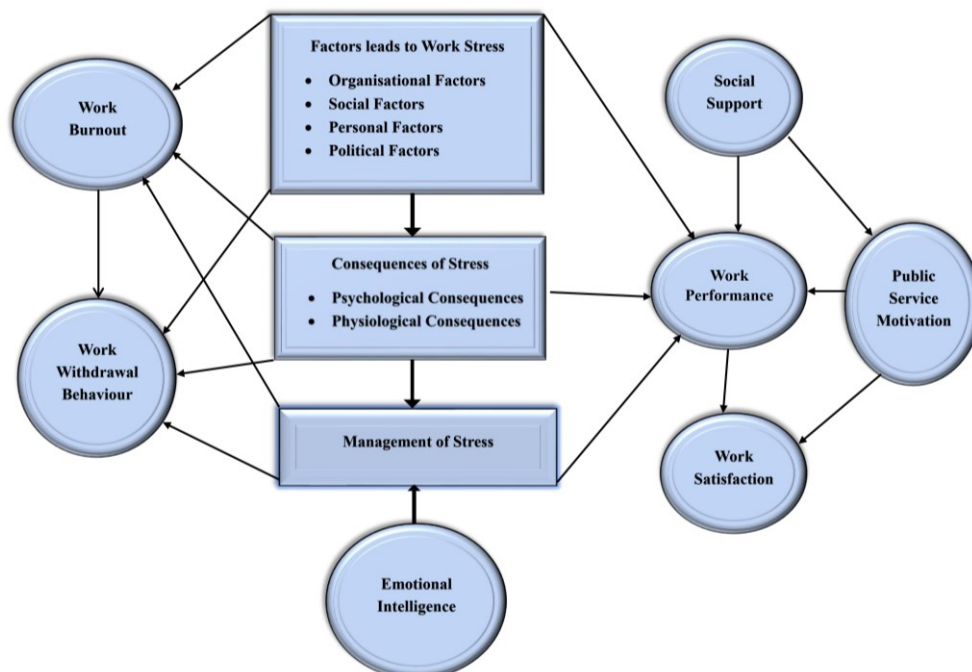 Factors leads to Work Stress
• Organisational Factors
• Social Factors
• Personal Factors
• Political Factors
Work
Burnout
Social
Support
Consequences of Stress
• Psychological Consequences
• Physiological Consequences
Work
Performance
Public
Service
Motivation
Work
Withdrawal
Behaviour
Management of Stress
Work
Satisfaction
Emotional
Intelligence